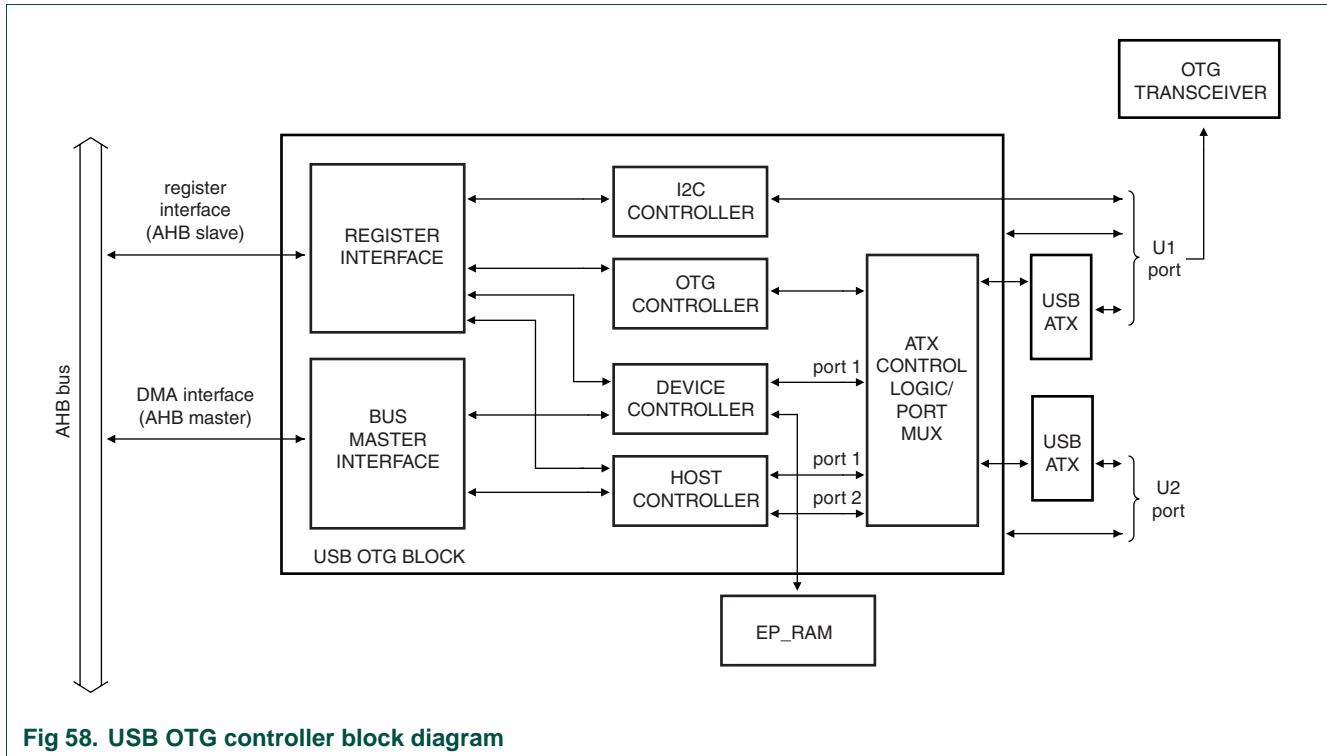 OTG
TRANSCEIVER
register
interface
(AHB slave)
REGISTER
INTERFACE
I2C
CONTROLLER
OTG
CONTROLLER
U1
port
USB
ATX
ATX
CONTROL
LOGIC/
PORT
MUX
AHB bus
DMA interface
(AHB master)
BUS
MASTER
INTERFACE
DEVICE
CONTROLLER
port 1
HOST
CONTROLLER
port 1
port 2
USB
ATX
U2
port
USB OTG BLOCK
EP_RAM
Fig 58. USB OTG controller block diagram